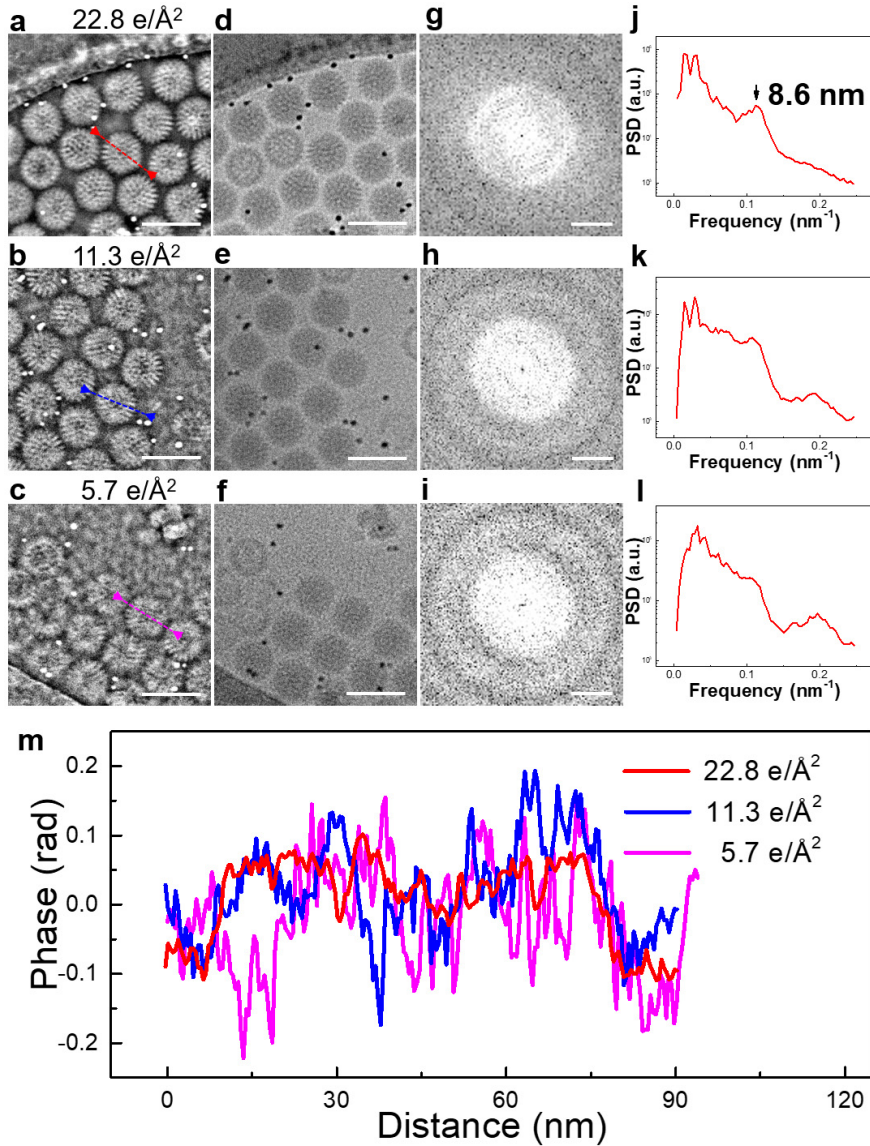 a
22.8 e/Å²
d
g
j
8.6 nm
PSD (a.u.)
0.0
0.1
0.2
Frequency (nm⁻¹)
b
11.3 e/Å²
e
h
k
PSD (a.u.)
0.0
0.1
0.2
Frequency (nm⁻¹)
c
5.7 e/Å²
f
i
l
PSD (a.u.)
0.0
0.1
0.2
Frequency (nm⁻¹)
m
Phase (rad)
0.2
0.1
0.0
-0.1
-0.2
22.8 e/Å²
11.3 e/Å²
5.7 e/Å²
0
30
60
90
120
Distance (nm)